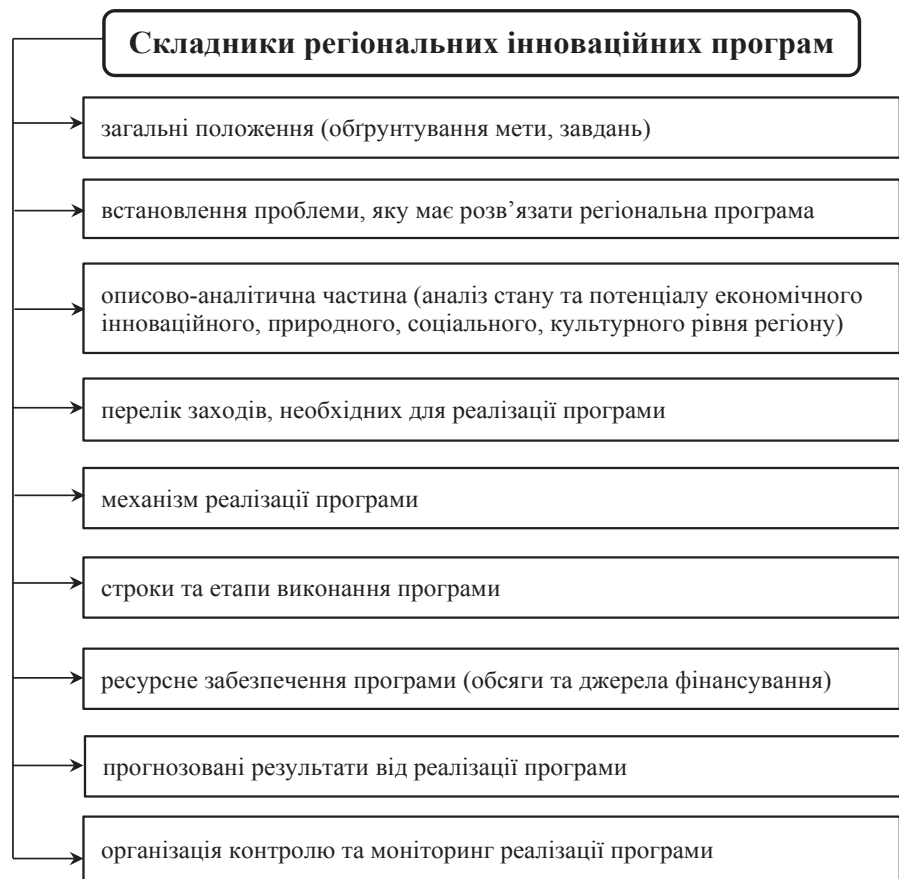 Складники регіональних інноваційних програм
загальні положення (обґрунтування мети, завдань)
встановлення проблеми, яку має розв’язати регіональна програма
описово-аналітична частина (аналіз стану та потенціалу економічного
інноваційного, природного, соціального, культурного рівня регіону)
перелік заходів, необхідних для реалізації програми
механізм реалізації програми
строки та етапи виконання програми
ресурсне забезпечення програми (обсяги та джерела фінансування)
прогнозовані результати від реалізації програми
організація контролю та моніторинг реалізації програми